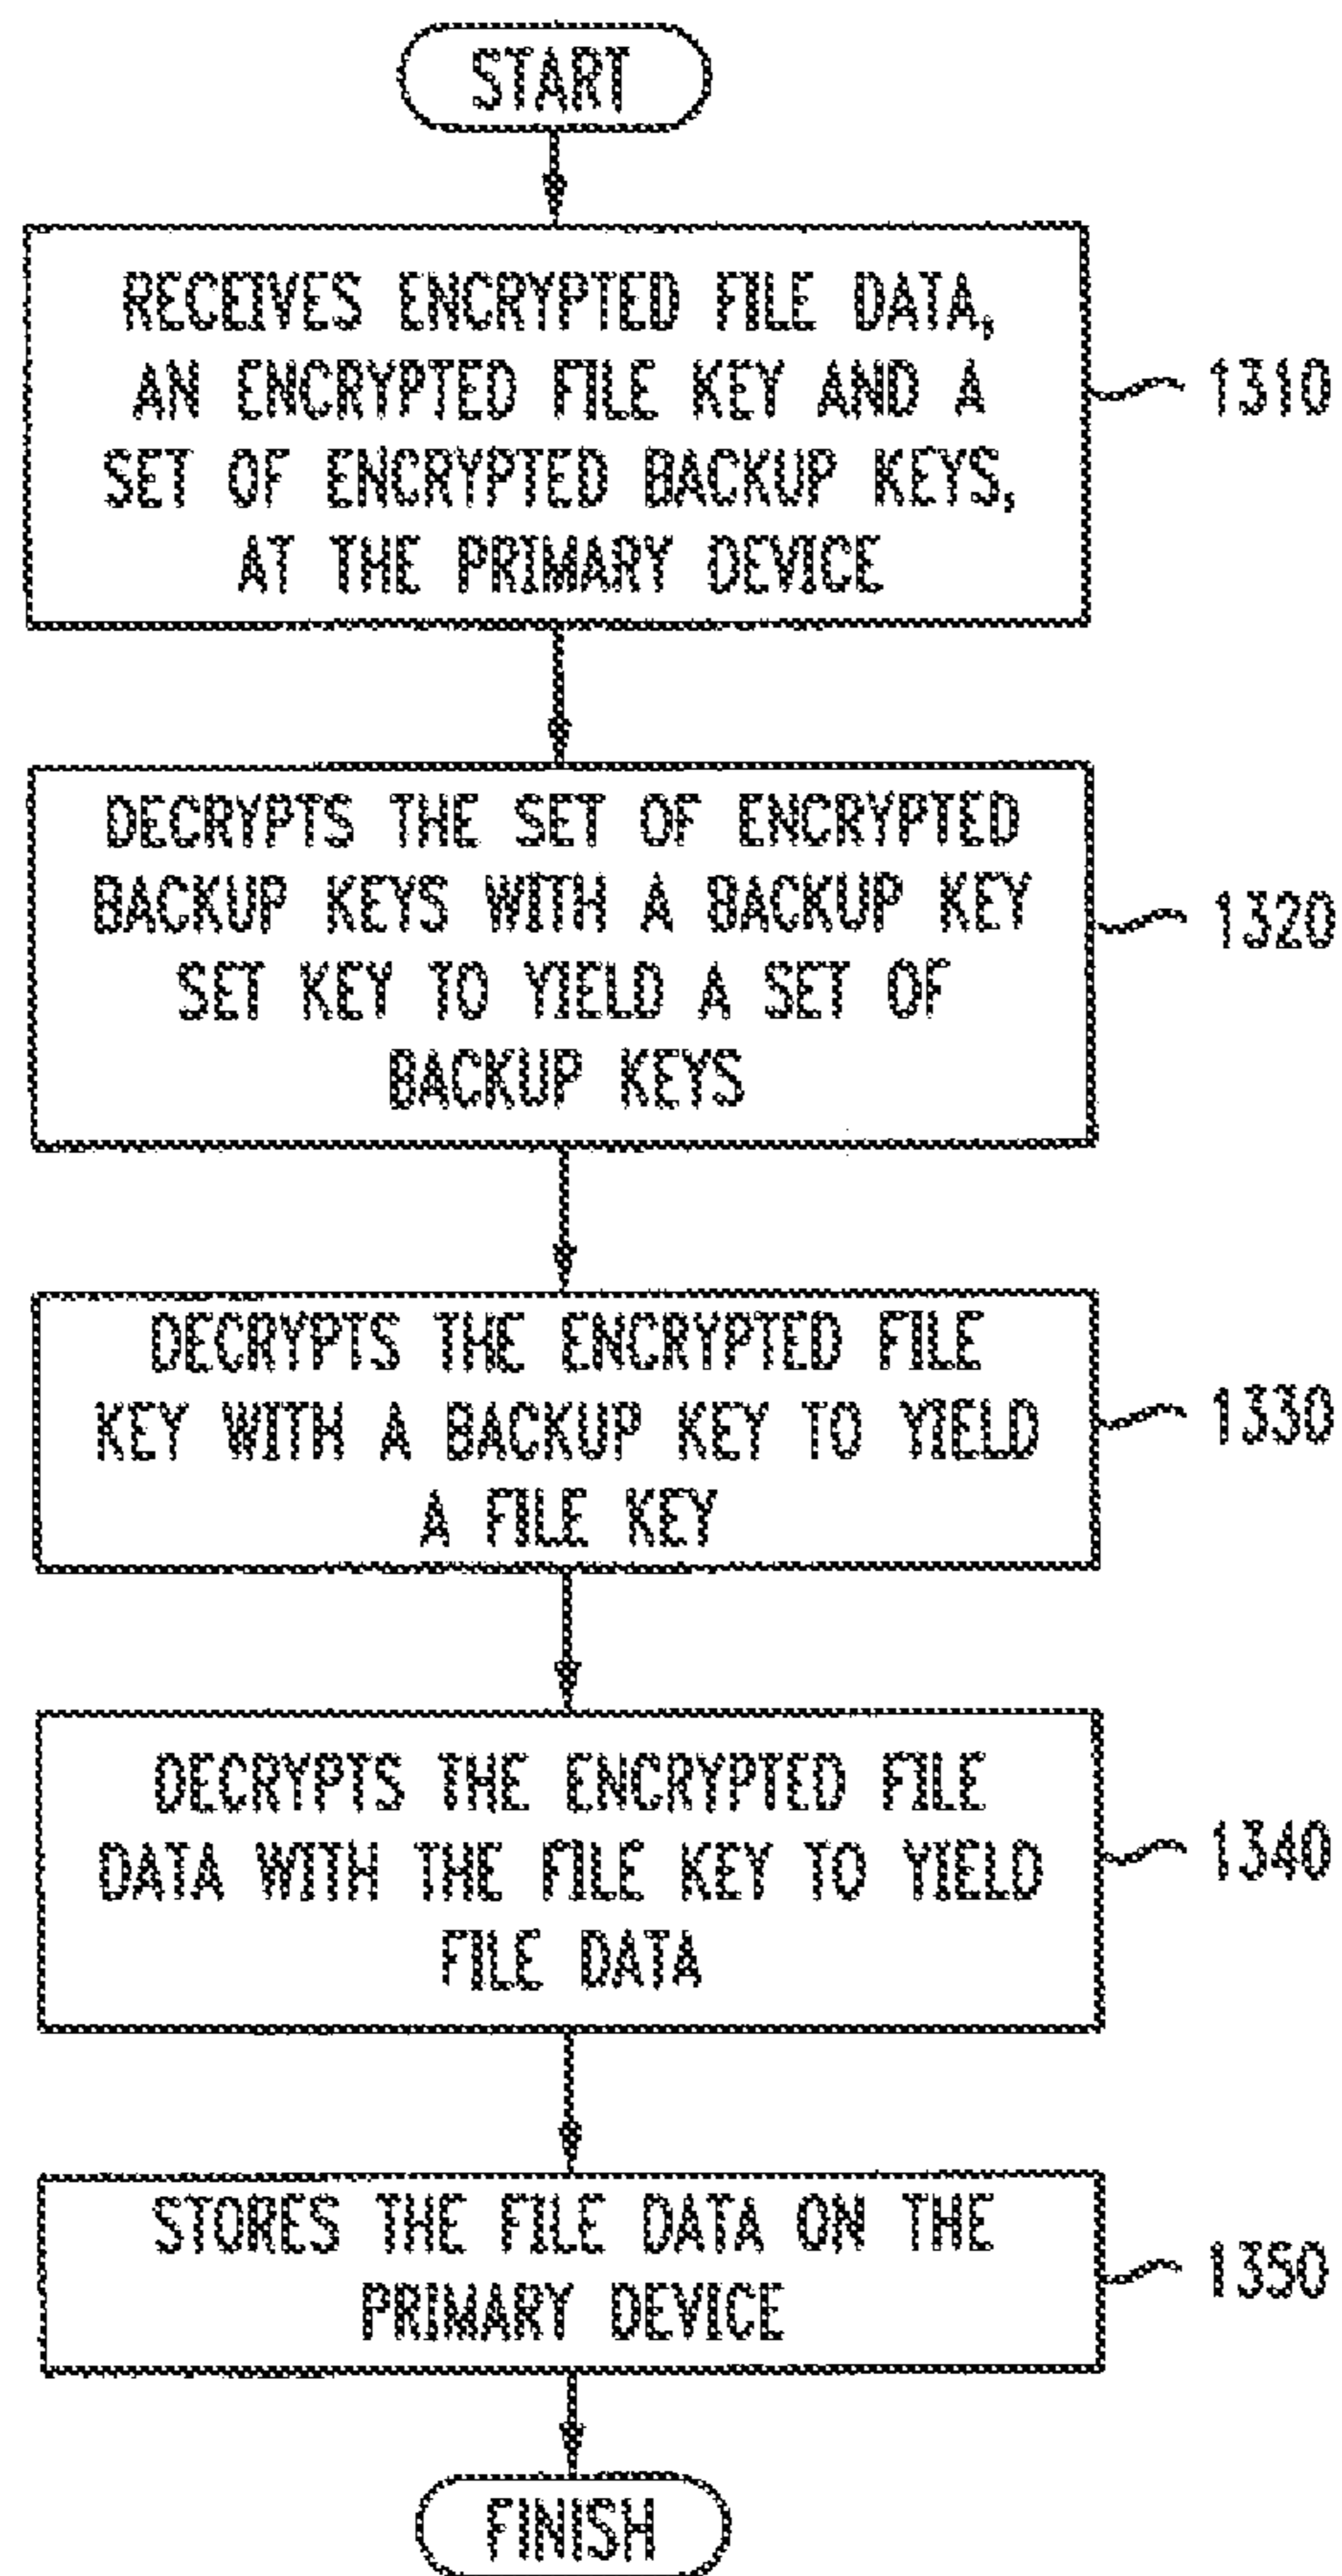 START
RECEIVES ENCRYPTED FILE DATA,
AN ENCRYPTED FILE KEY AND A
SET OF ENCRYPTED BACKUP KEYS,
AT THE PRIMARY DEVICE
1310
DECRYPTS THE SET OF ENCRYPTED
BACKUP KEYS WITH A BACKUP KEY
SET KEY TO YIELD A SET OF
BACKUP KEYS
1320
DECRYPTS THE ENCRYPTED FILE
KEY WITH A BACKUP KEY TO YIELD
A FILE KEY
1330
DECRYPTS THE ENCRYPTED FILE
DATA WITH THE FILE KEY TO YIELD
FILE DATA
1340
STORES THE FILE DATA ON THE
PRIMARY DEVICE
1350
FINISH